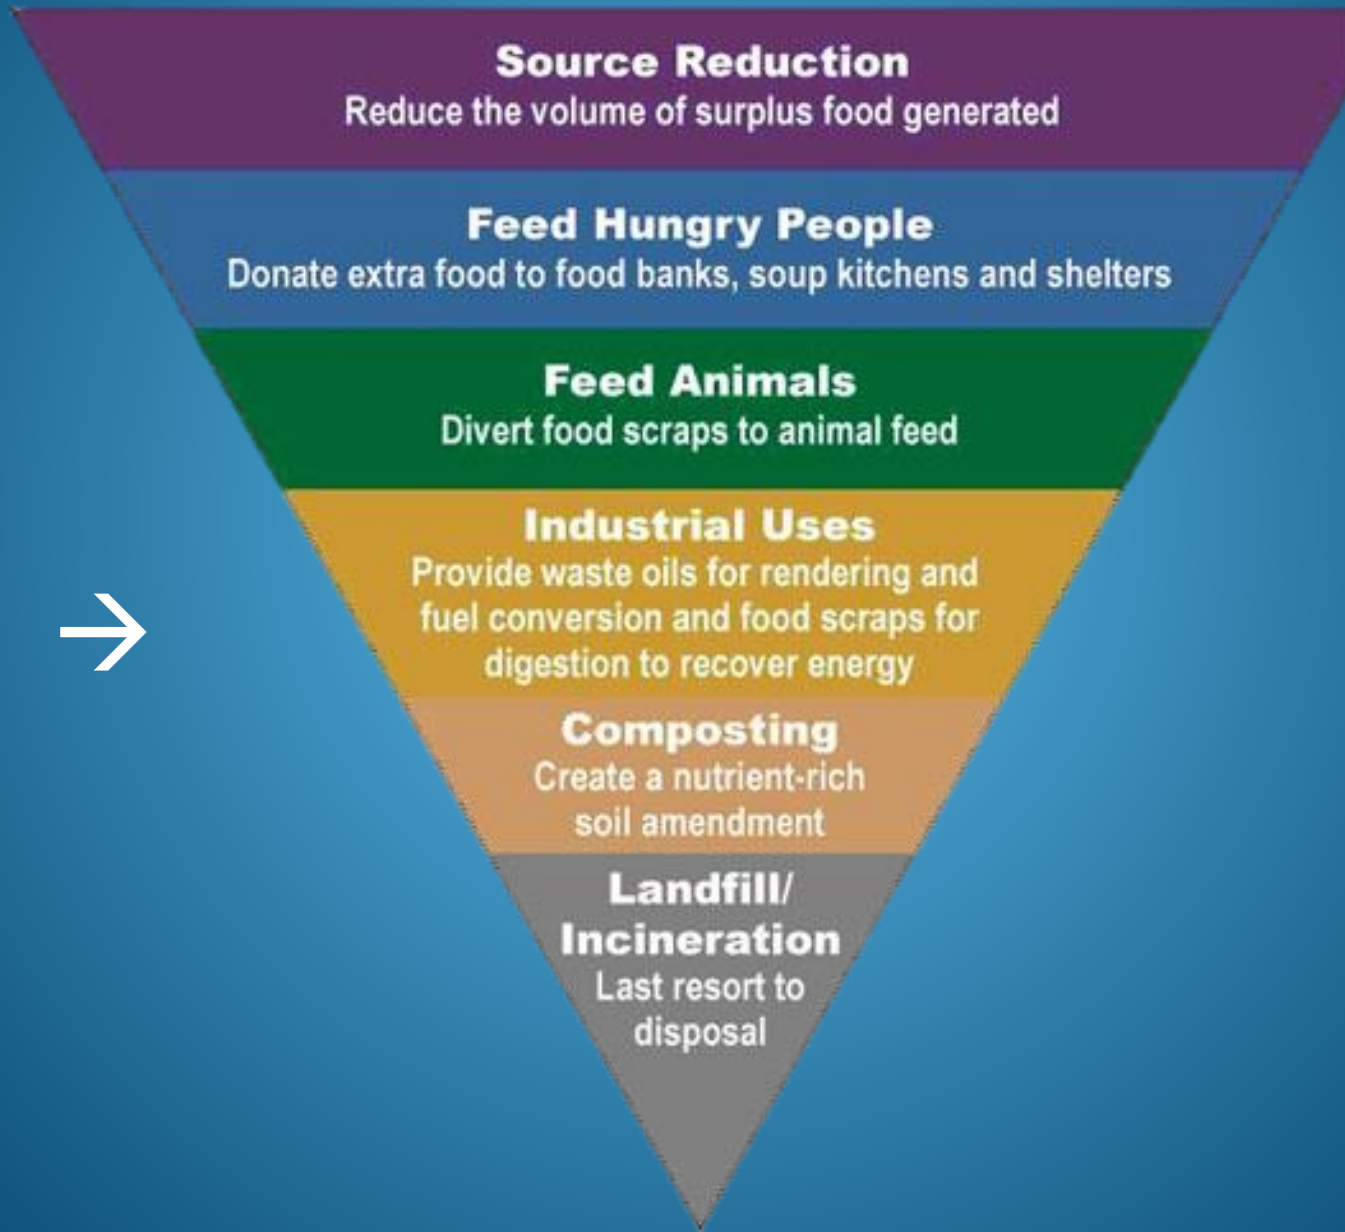 Source Reduction
Reduce the volume of surplus food generated
Feed Hungry People
Donate extra food to food banks, soup kitchens and shelters
Feed Animals
Divert food scraps to animal feed
Industrial Uses
Provide waste oils for rendering and
fuel conversion and food scraps for
digestion to recover energy
→
Composting
Create a nutrient-rich
soil amendment
Landfill/
Incineration
Last resort to
disposal